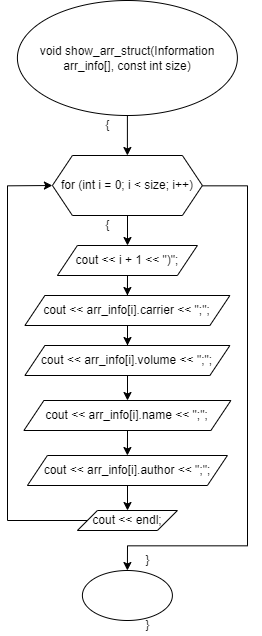 void show_arr_struct(Information
arr_info[], const int size)
{
for (int i = 0; i < size; i++)
{
cout << i + 1 << ")";
cout << arr_info[i].carrier << ";";
cout << arr_info[i].volume << ";";
cout << arr_info[i].name << ";";
cout << arr_info[i].author << ";";
cout << endl;
}
}